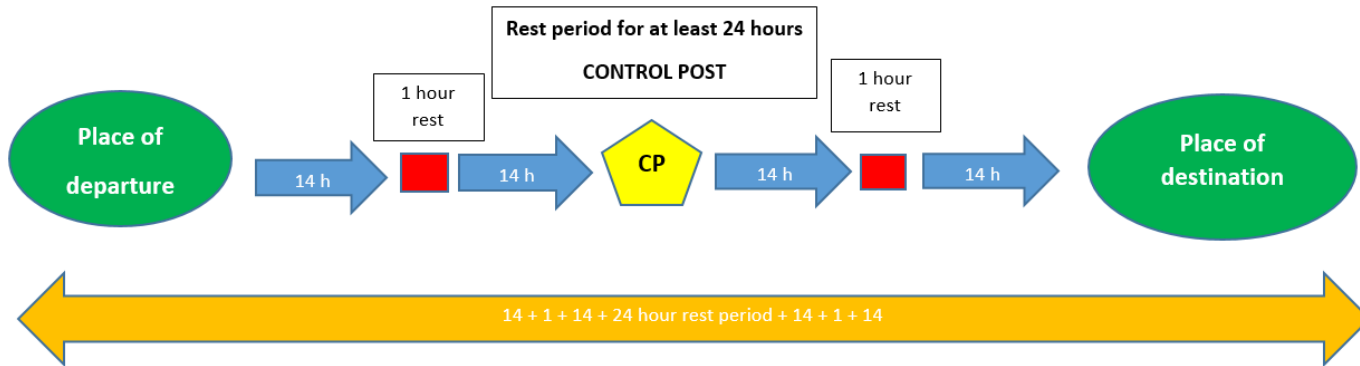 Rest period for at least 24 hours
CONTROL POST
1 hour
rest
1 hour
rest
Place of
departure
14 h
14 h
CP
14 h
14 h
Place of
destination
14 + 1 + 14 + 24 hour rest period + 14 + 1 + 14